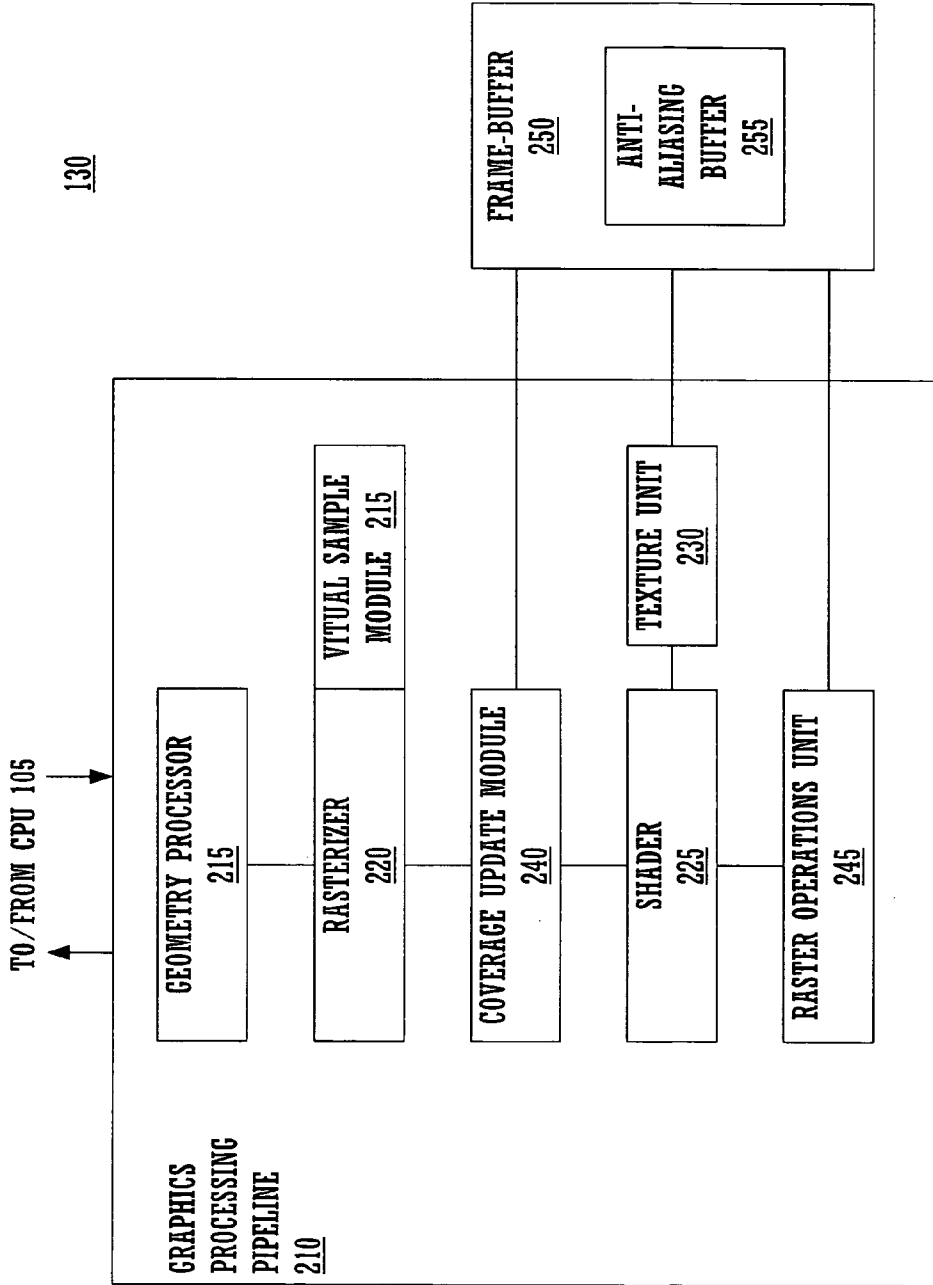 130
TO/FROM CPU 105
GRAPHICS
PROCESSING
PIPELINE
210
GEOMETRY PROCESSOR
215
RASTERIZER
220
VITUAL SAMPLE
MODULE 215
COVERAGE UPDATE MODULE
240
SHADER
225
TEXTURE UNIT
230
RASTER OPERATIONS UNIT
245
FRAME-BUFFER
250
ANTI-
ALIASING
BUFFER
255